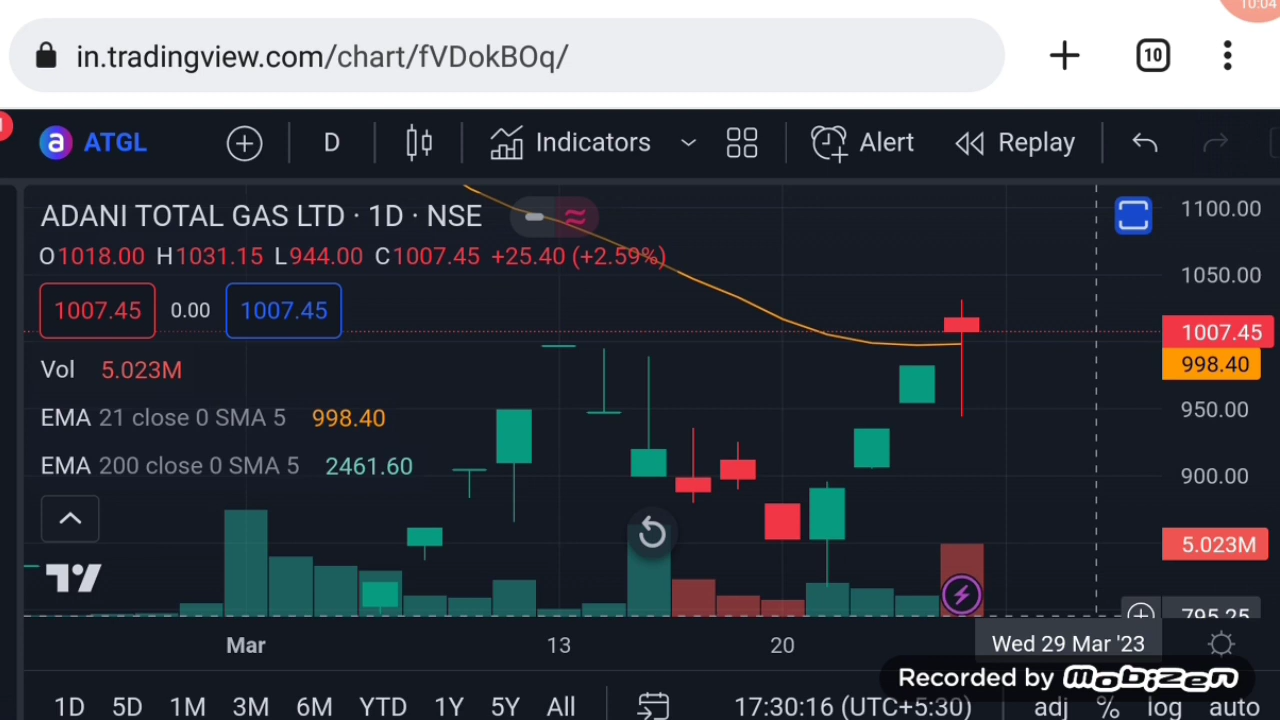 10:04
in.tradingview.com/chart/fVDokBOq/
10
a ATGL D Indicators Alert Replay
ADANI TOTAL GAS LTD · 1D · NSE
O1018.00 H1031.15 L944.00 C1007.45 +25.40 (+2.59%)
1007.45 0.00 1007.45
Vol 5.023M
EMA 21 close 0 SMA 5 998.40
EMA 200 close 0 SMA 5 2461.60
1100.00
1050.00
1007.45
998.40
950.00
900.00
5.023M
795.25
Mar 13 20 Wed 29 Mar '23
Recorded by Mobizen
1D 5D 1M 3M 6M YTD 1Y 5Y All 17:30:16 (UTC+5:30) adj % log auto